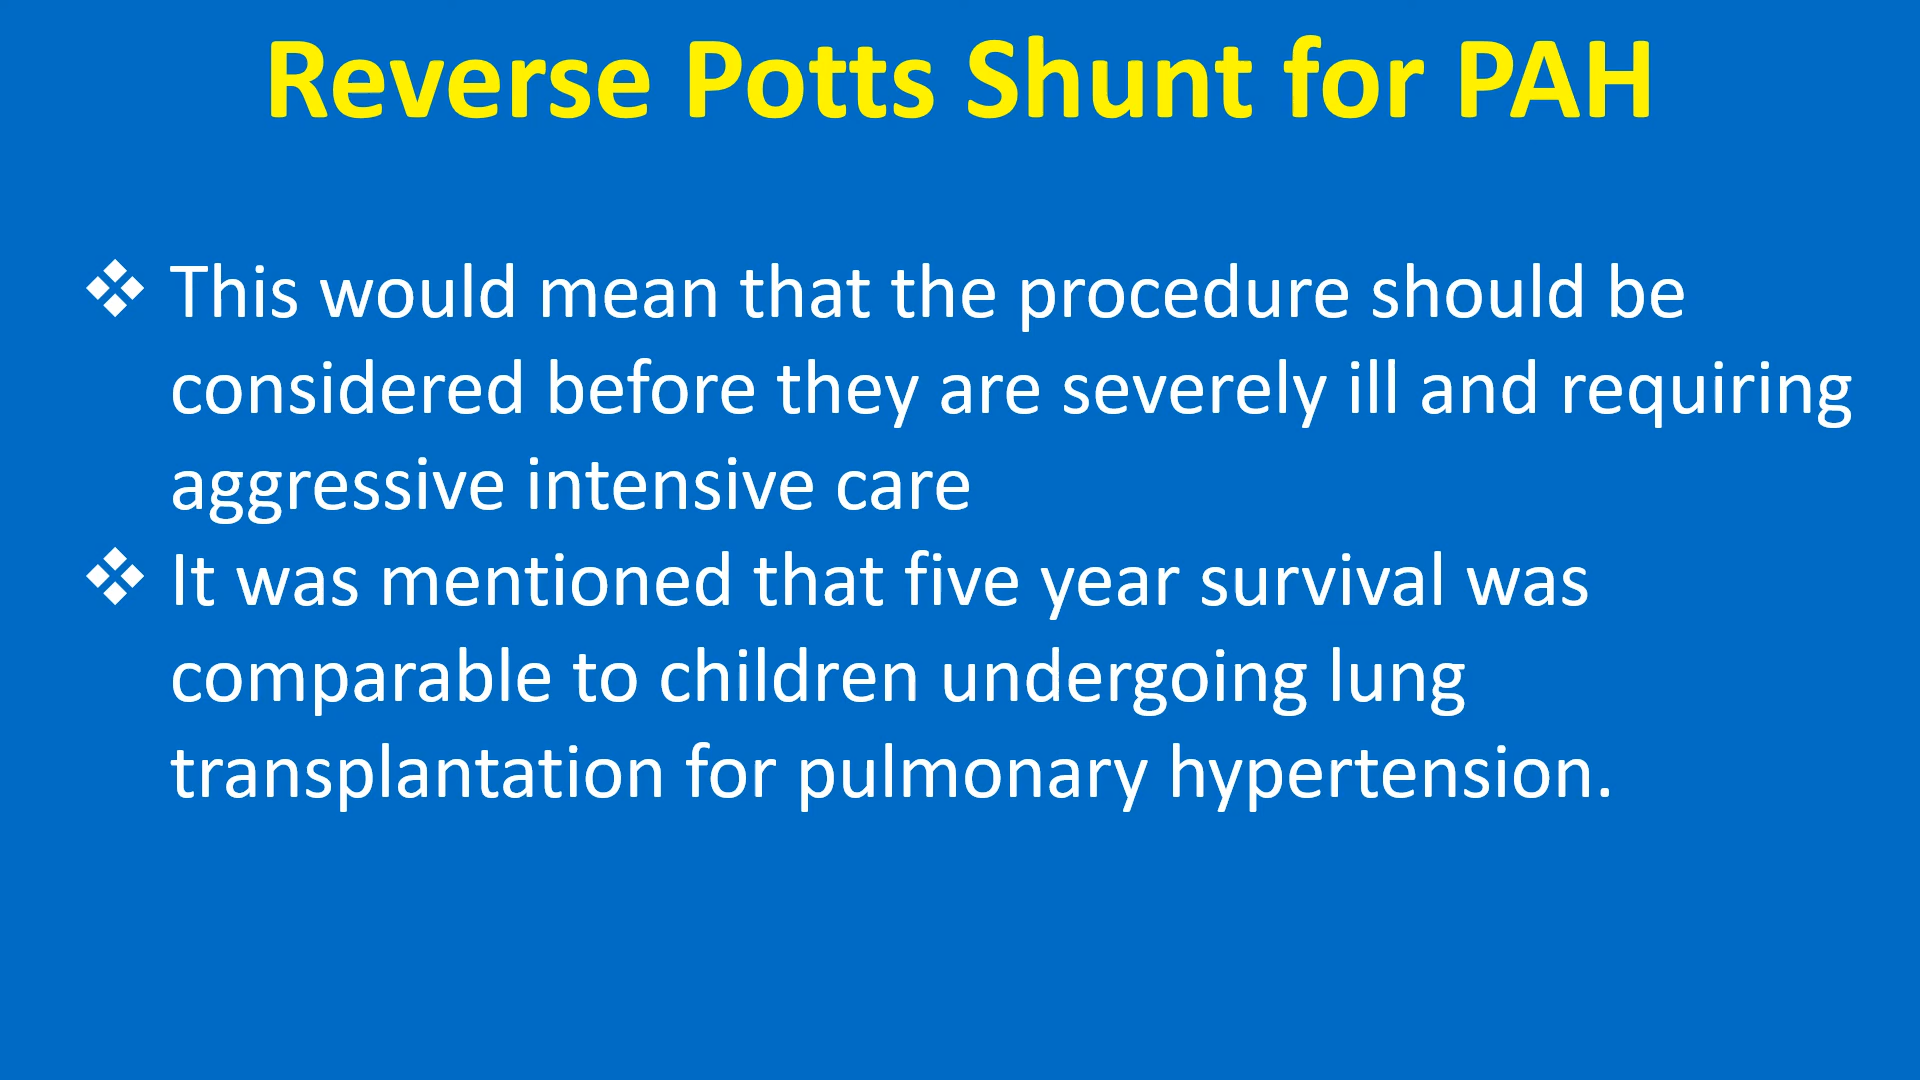 Reverse Potts Shunt for PAH
❖ This would mean that the procedure should be
considered before they are severely ill and requiring
aggressive intensive care
❖ It was mentioned that five year survival was
comparable to children undergoing lung
transplantation for pulmonary hypertension.